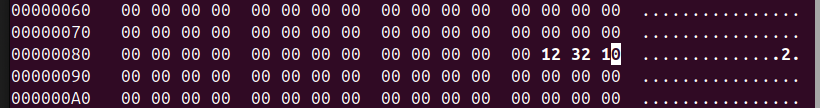 00000060 00 00 00 00 00 00 00 00 00 00 00 00 00 00 00 00 ................
00000070 00 00 00 00 00 00 00 00 00 00 00 00 00 00 00 00 ................
00000080 00 00 00 00 00 00 00 00 00 00 00 00 00 12 32 10 ..............2.
00000090 00 00 00 00 00 00 00 00 00 00 00 00 00 00 00 00 ................
000000A0 00 00 00 00 00 00 00 00 00 00 00 00 00 00 00 00 ................